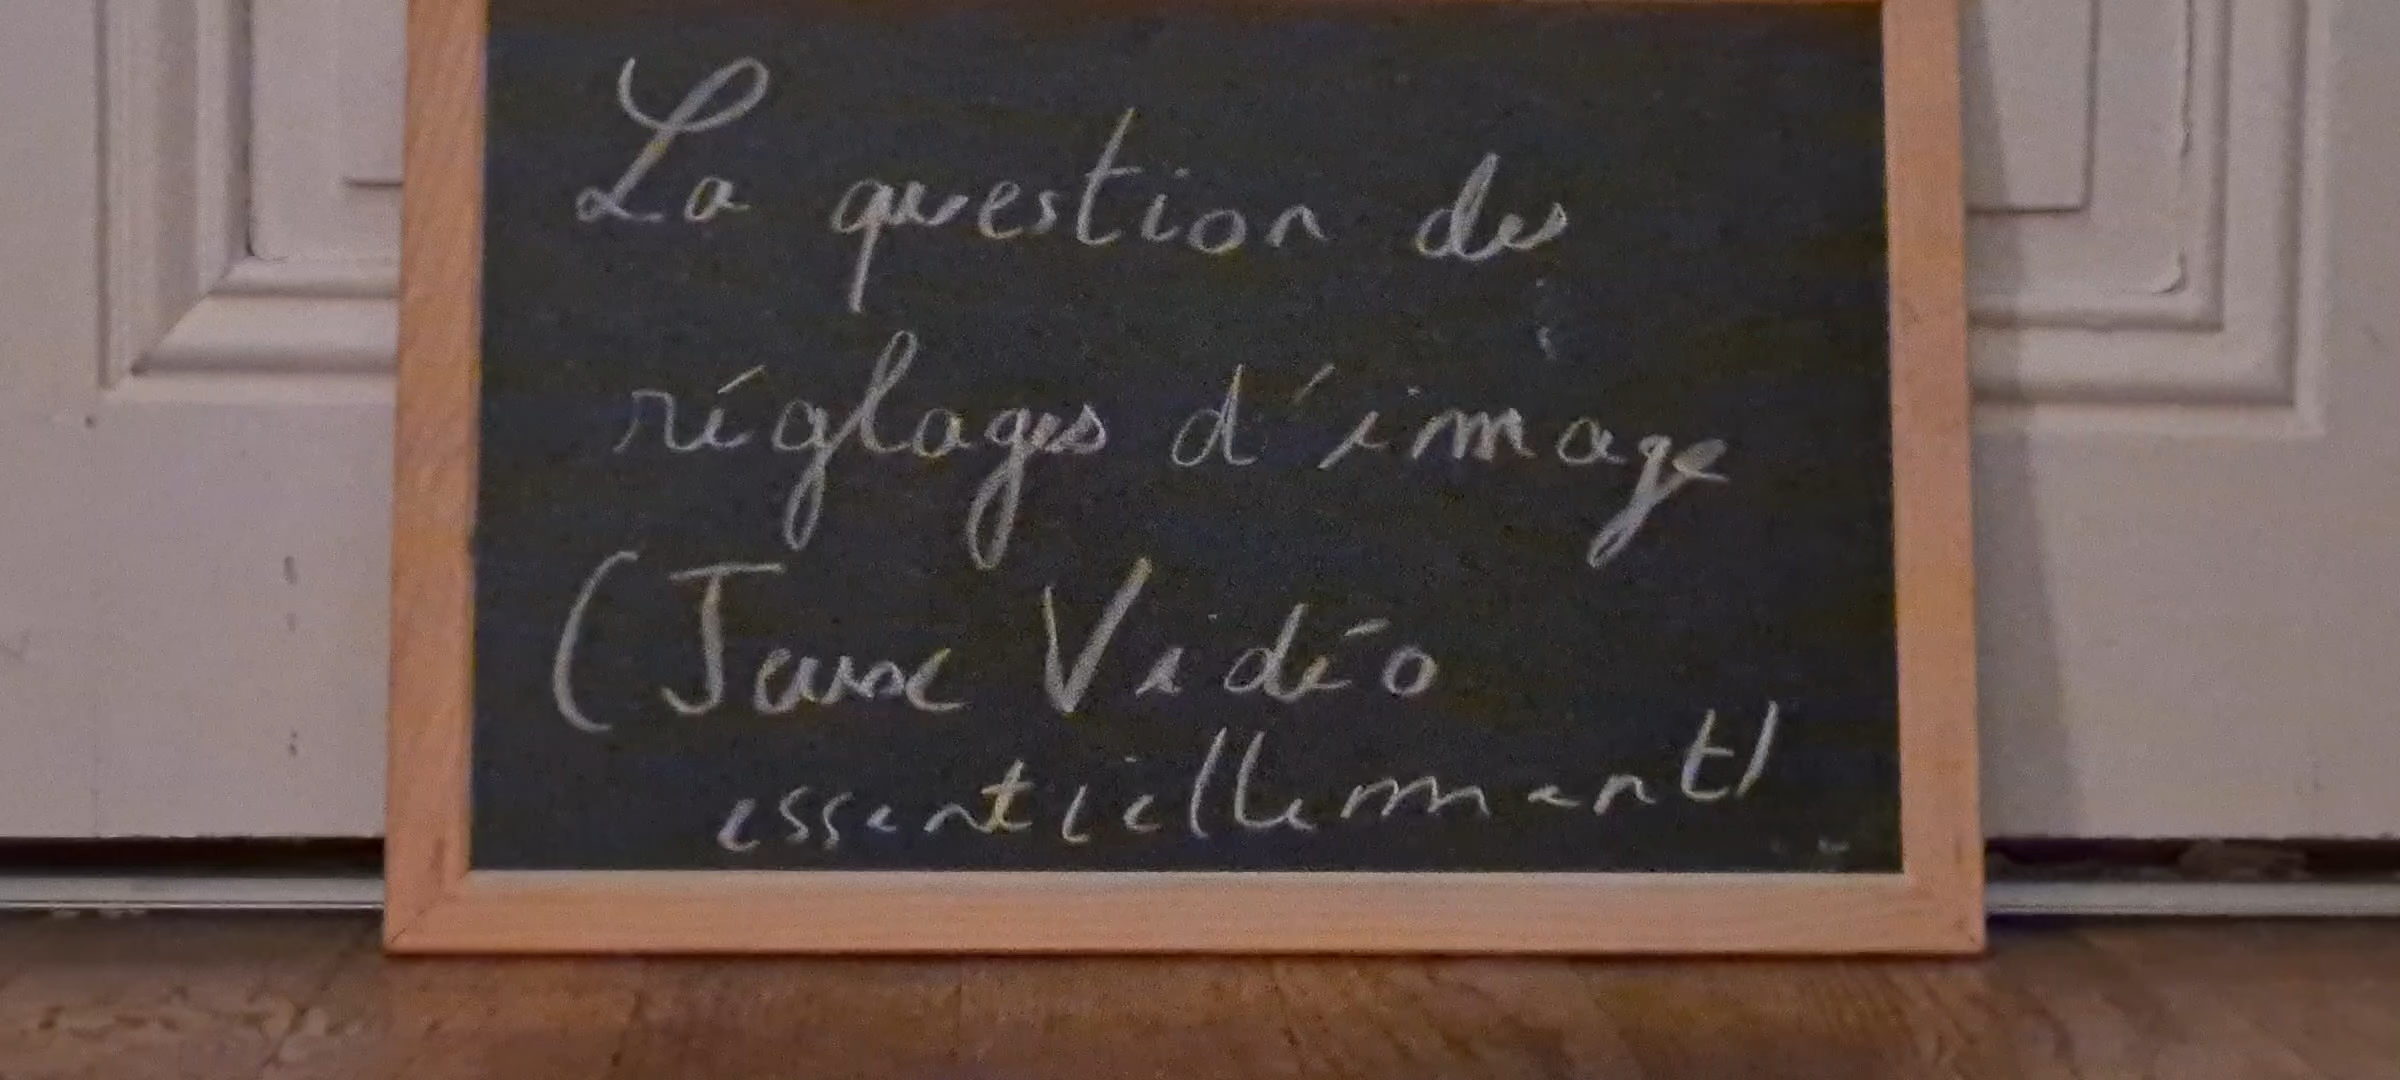 La question des
réglages d'image
(Jeux Vidéo
essentiellement)